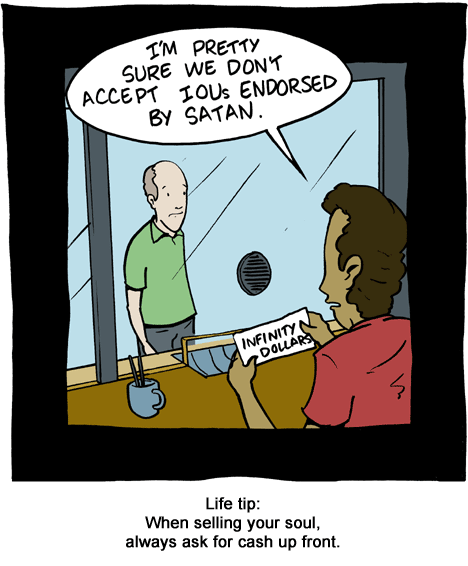 I'M PRETTY
SURE WE DON'T
ACCEPT IOUs ENDORSED
BY SATAN.
INFINITY
DOLLARS
Life tip:
When selling your soul,
always ask for cash up front.